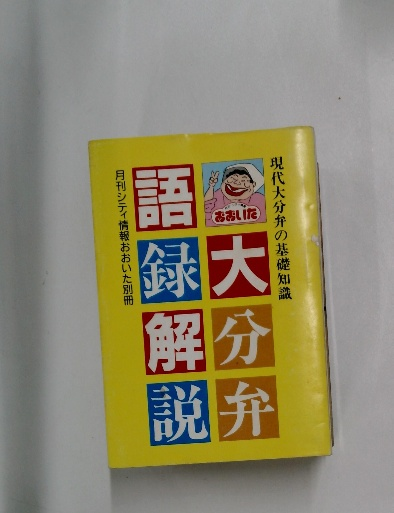 現代大分弁の基礎知識
おおいた
大分弁
語録解説
月刊シティ情報おおいた別冊